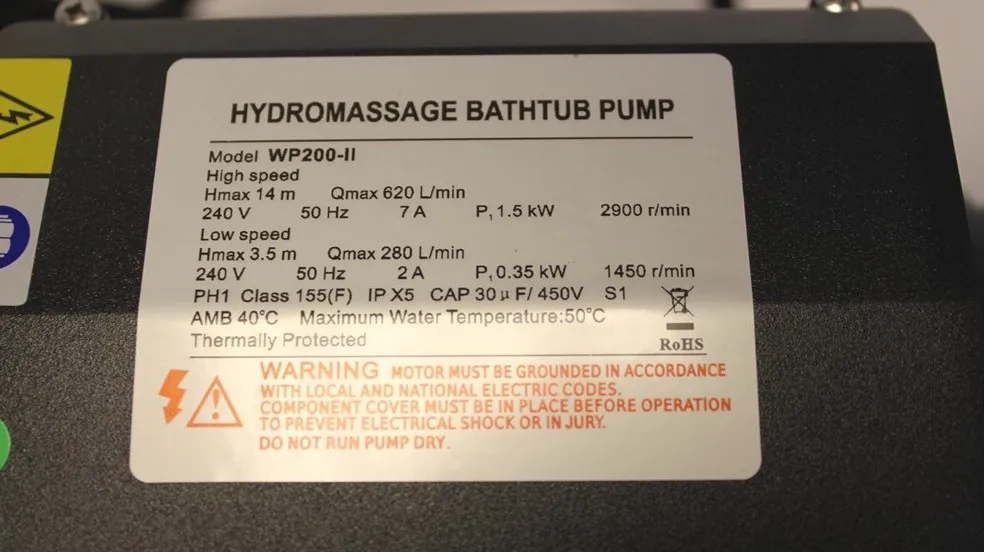 HYDROMASSAGE BATHTUB PUMP
Model WP200-II
High speed
Hmax 14 m Qmax 620 L/min
240 V 50 Hz 7 A P, 1.5 kW 2900 r/min
Low speed
Hmax 3.5 m Qmax 280 L/min
240 V 50 Hz 2 A P, 0.35 kW 1450 r/min
PH1 Class 155(F) IP X5 CAP 30 µF/ 450V S1
AMB 40°C Maximum Water Temperature:50°C
Thermally Protected
RoHS
WARNING MOTOR MUST BE GROUNDED IN ACCORDANCE
WITH LOCAL AND NATIONAL ELECTRIC CODES.
COMPONENT COVER MUST BE IN PLACE BEFORE OPERATION
TO PREVENT ELECTRICAL SHOCK OR IN JURY.
DO NOT RUN PUMP DRY.